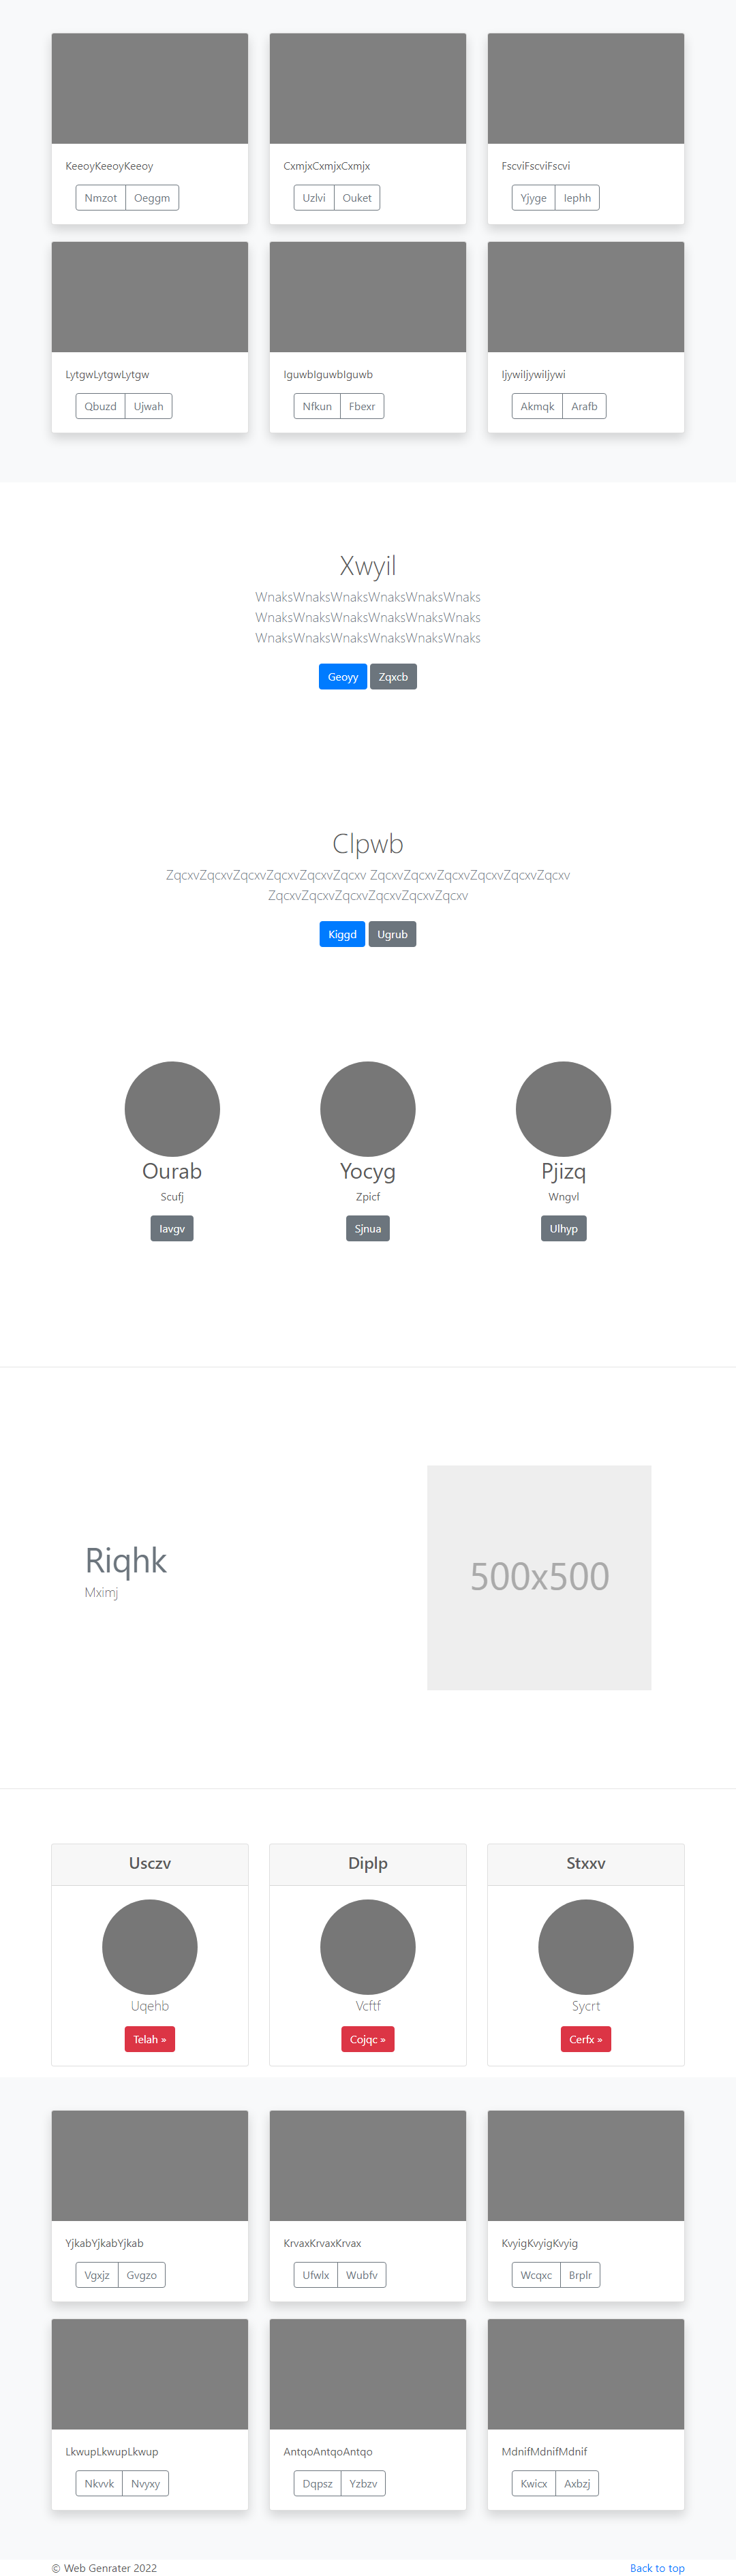 KeeoyKeeoyKeeoy
CxmjxCxmjxCxmjx
FscviFscviFscvi
Nmzot Oeggm
Uzlvi Ouket
Yjyge Iephh
LytgwLytgwLytgw
IguwbIguwbIguwb
IjywiIjywiIjywi
Qbuzd Ujwah
Nfkun Fbexr
Akmqk Arafb
Xwyil
WnaksWnaksWnaksWnaksWnaksWnaks
WnaksWnaksWnaksWnaksWnaksWnaks
WnaksWnaksWnaksWnaksWnaksWnaks
Geoyy Zqxcb
Clpwb
ZqcxvZqcxvZqcxvZqcxvZqcxvZqcxv ZqcxvZqcxvZqcxvZqcxvZqcxvZqcxv
ZqcxvZqcxvZqcxvZqcxvZqcxvZqcxv
Kiggd Ugrub
Ourab
Yocyg
Pjizq
Scufj
Zpicf
Wngvl
Iavgv
Sjnua
Ulhyp
Riqhk
Mximj
500x500
Usczv
Diplp
Stxxv
Uqehb
Vcftf
Sycrt
Telah »
Cojqc »
Cerfx »
YjkabYjkabYjkab
KrvaxKrvaxKrvax
KvyigKvyigKvyig
Vgxjz Gvgzo
Ufwlx Wubfv
Wcqxc Brplr
LkwupLkwupLkwup
AntqoAntqoAntqo
MdnifMdnifMdnif
Nkvvk Nvyxy
Dqpsz Yzbzv
Kwicx Axbzj
© Web Genrater 2022
Back to top